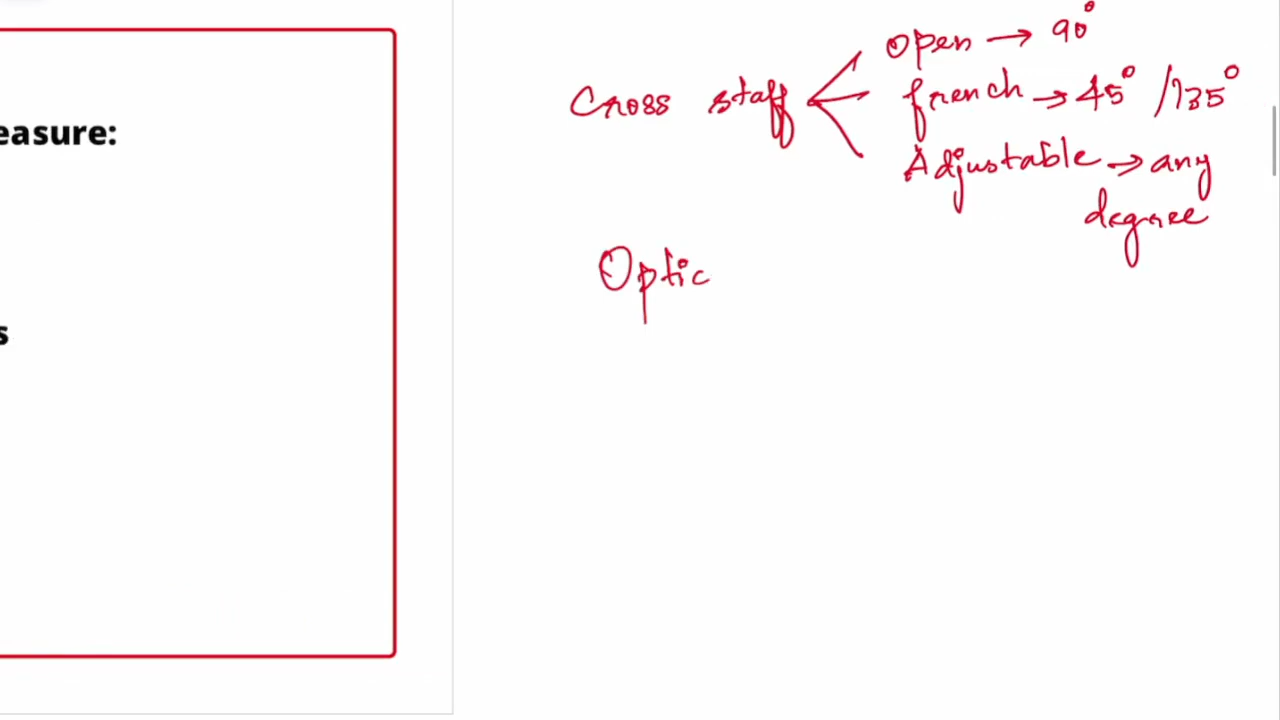 easure:
s
Cross staff
Open → 90°
french → 45°/135°
Adjustable → any
degree
Optic